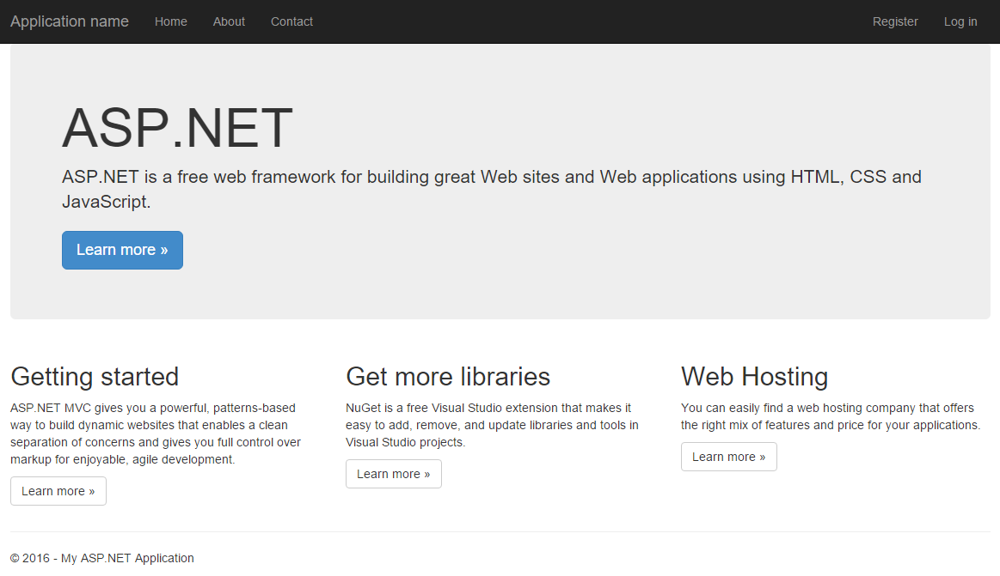 Application name Home About Contact Register Log in
ASP.NET
ASP.NET is a free web framework for building great Web sites and Web applications using HTML, CSS and
JavaScript.
Learn more »
Getting started
ASP.NET MVC gives you a powerful, patterns-based
way to build dynamic websites that enables a clean
separation of concerns and gives you full control over
markup for enjoyable, agile development.
Learn more »
Get more libraries
NuGet is a free Visual Studio extension that makes it
easy to add, remove, and update libraries and tools in
Visual Studio projects.
Learn more »
Web Hosting
You can easily find a web hosting company that offers
the right mix of features and price for your applications.
Learn more »
© 2016 - My ASP.NET Application